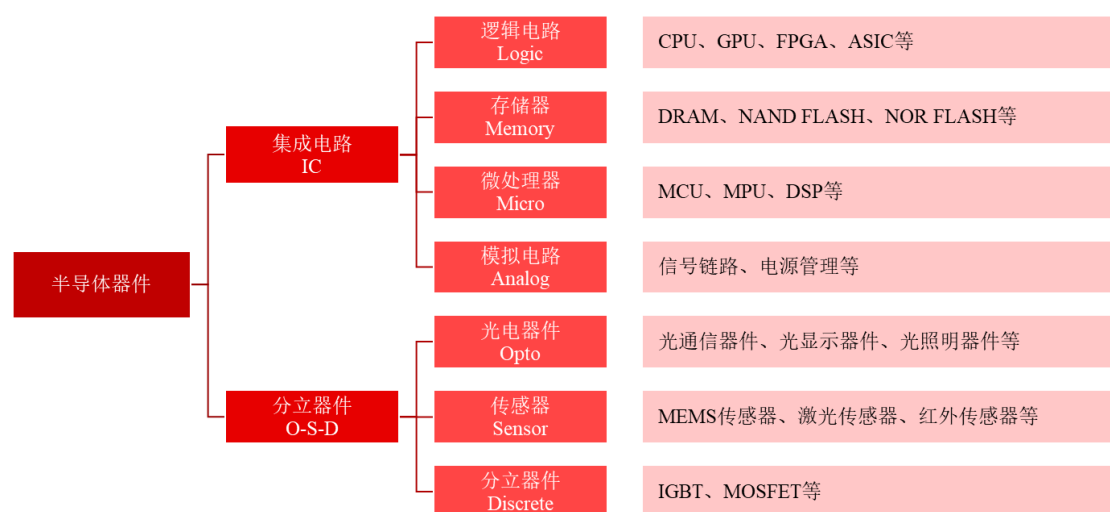 逻辑电路
Logic
CPU、GPU、FPGA、ASIC等
存储器
Memory
DRAM、NAND FLASH、NOR FLASH等
集成电路
IC
微处理器
Micro
MCU、MPU、DSP等
模拟电路
Analog
信号链路、电源管理等
半导体器件
光电器件
Opto
光通信器件、光显示器件、光照明器件等
分立器件
O-S-D
传感器
Sensor
MEMS传感器、激光传感器、红外传感器等
分立器件
Discrete
IGBT、MOSFET等